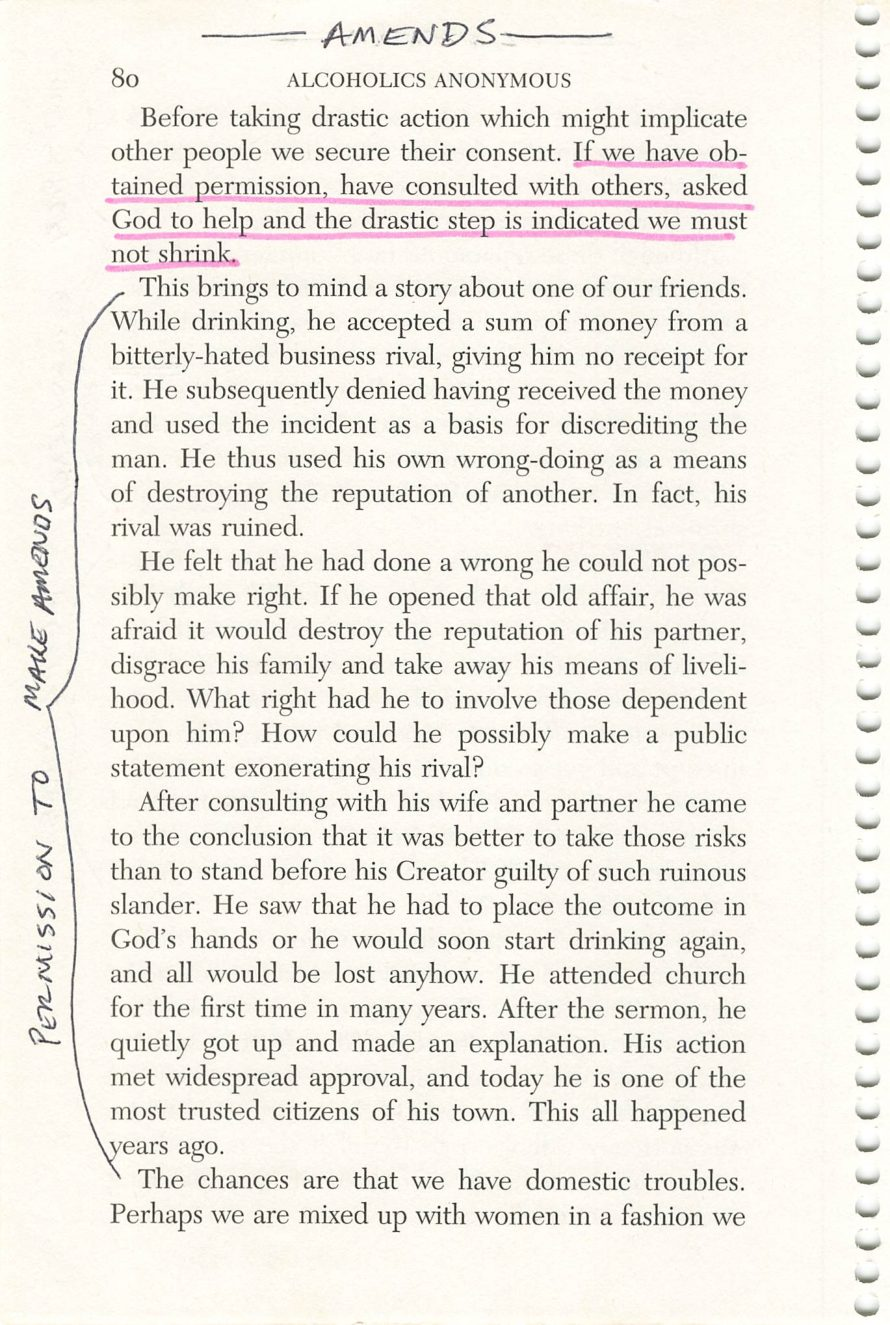 AMENDS
80 ALCOHOLICS ANONYMOUS
Before taking drastic action which might implicate
other people we secure their consent. If we have ob-
tained permission, have consulted with others, asked
God to help and the drastic step is indicated we must
not shrink.
This brings to mind a story about one of our friends.
While drinking, he accepted a sum of money from a
bitterly-hated business rival, giving him no receipt for
it. He subsequently denied having received the money
and used the incident as a basis for discrediting the
man. He thus used his own wrong-doing as a means
of destroying the reputation of another. In fact, his
rival was ruined.
He felt that he had done a wrong he could not pos-
sibly make right. If he opened that old affair, he was
afraid it would destroy the reputation of his partner,
disgrace his family and take away his means of liveli-
hood. What right had he to involve those dependent
upon him? How could he possibly make a public
statement exonerating his rival?
After consulting with his wife and partner he came
to the conclusion that it was better to take those risks
than to stand before his Creator guilty of such ruinous
slander. He saw that he had to place the outcome in
God's hands or he would soon start drinking again,
and all would be lost anyhow. He attended church
for the first time in many years. After the sermon, he
quietly got up and made an explanation. His action
met widespread approval, and today he is one of the
most trusted citizens of his town. This all happened
years ago.
The chances are that we have domestic troubles.
Perhaps we are mixed up with women in a fashion we
PERMISSION TO MAKE AMENDS